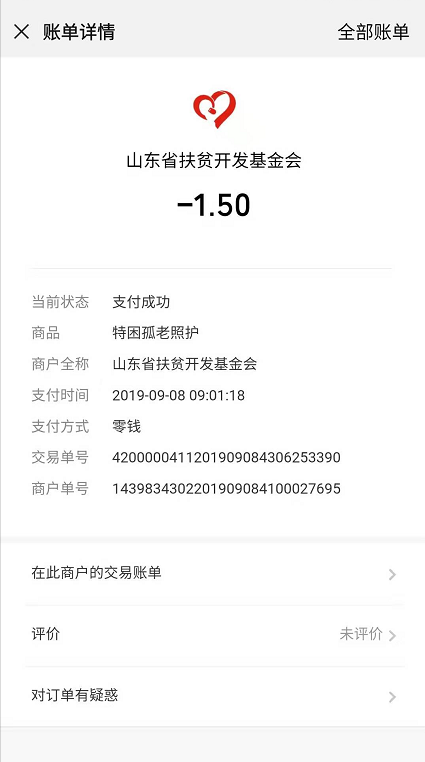 账单详情 全部账单
山东省扶贫开发基金会
-1.50
当前状态 支付成功
商品 特困孤老照护
商户全称 山东省扶贫开发基金会
支付时间 2019-09-08 09:01:18
支付方式 零钱
交易单号 4200000411201909084306253390
商户单号 1439834302201909084100027695
在此商户的交易账单
评价 未评价
对订单有疑惑